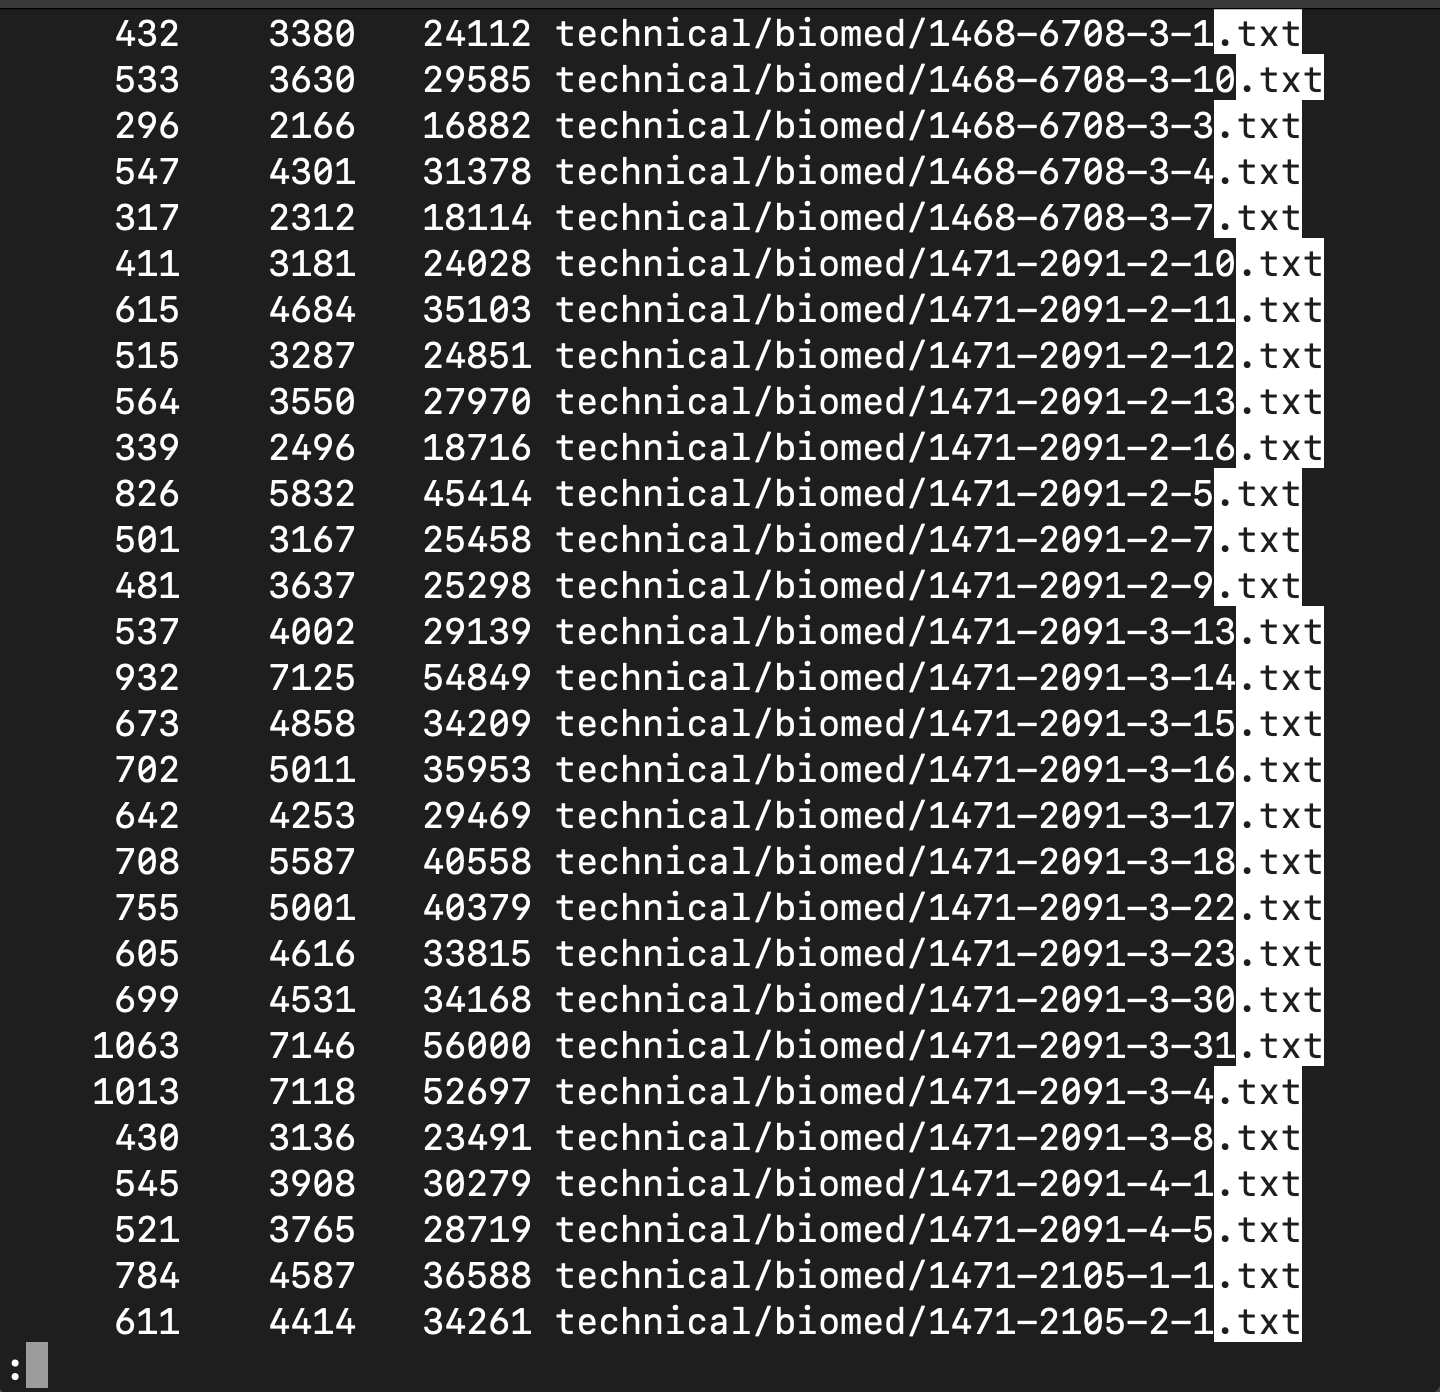 432 3380 24112 technical/biomed/1468-6708-3-1.txt
533 3630 29585 technical/biomed/1468-6708-3-10.txt
296 2166 16882 technical/biomed/1468-6708-3-3.txt
547 4301 31378 technical/biomed/1468-6708-3-4.txt
317 2312 18114 technical/biomed/1468-6708-3-7.txt
411 3181 24028 technical/biomed/1471-2091-2-10.txt
615 4684 35103 technical/biomed/1471-2091-2-11.txt
515 3287 24851 technical/biomed/1471-2091-2-12.txt
564 3550 27970 technical/biomed/1471-2091-2-13.txt
339 2496 18716 technical/biomed/1471-2091-2-16.txt
826 5832 45414 technical/biomed/1471-2091-2-5.txt
501 3167 25458 technical/biomed/1471-2091-2-7.txt
481 3637 25298 technical/biomed/1471-2091-2-9.txt
537 4002 29139 technical/biomed/1471-2091-3-13.txt
932 7125 54849 technical/biomed/1471-2091-3-14.txt
673 4858 34209 technical/biomed/1471-2091-3-15.txt
702 5011 35953 technical/biomed/1471-2091-3-16.txt
642 4253 29469 technical/biomed/1471-2091-3-17.txt
708 5587 40558 technical/biomed/1471-2091-3-18.txt
755 5001 40379 technical/biomed/1471-2091-3-22.txt
605 4616 33815 technical/biomed/1471-2091-3-23.txt
699 4531 34168 technical/biomed/1471-2091-3-30.txt
1063 7146 56000 technical/biomed/1471-2091-3-31.txt
1013 7118 52697 technical/biomed/1471-2091-3-4.txt
430 3136 23491 technical/biomed/1471-2091-3-8.txt
545 3908 30279 technical/biomed/1471-2091-4-1.txt
521 3765 28719 technical/biomed/1471-2091-4-5.txt
784 4587 36588 technical/biomed/1471-2105-1-1.txt
611 4414 34261 technical/biomed/1471-2105-2-1.txt
: